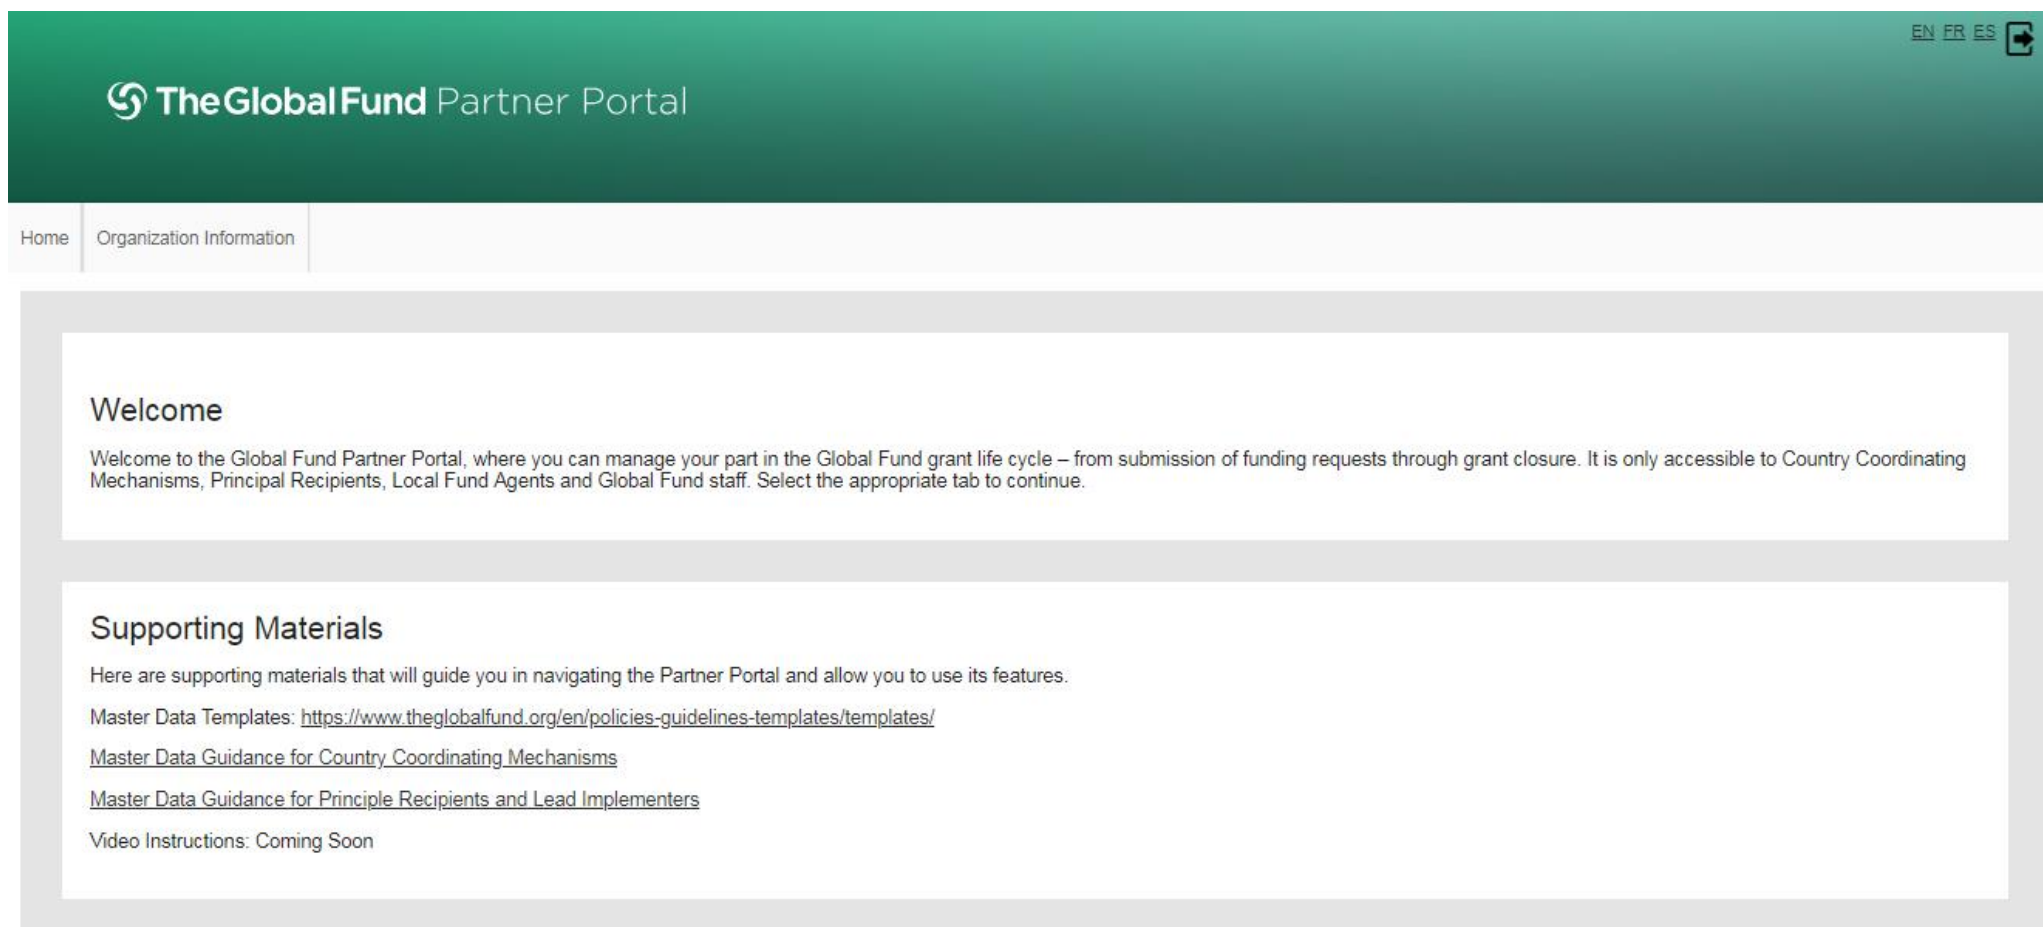 EN FR ES
TheGlobalFund Partner Portal
Home Organization Information
Welcome
Welcome to the Global Fund Partner Portal, where you can manage your part in the Global Fund grant life cycle – from submission of funding requests through grant closure. It is only accessible to Country Coordinating
Mechanisms, Principal Recipients, Local Fund Agents and Global Fund staff. Select the appropriate tab to continue.
Supporting Materials
Here are supporting materials that will guide you in navigating the Partner Portal and allow you to use its features.
Master Data Templates: https://www.theglobalfund.org/en/policies-guidelines-templates/templates/
Master Data Guidance for Country Coordinating Mechanisms
Master Data Guidance for Principle Recipients and Lead Implementers
Video Instructions: Coming Soon